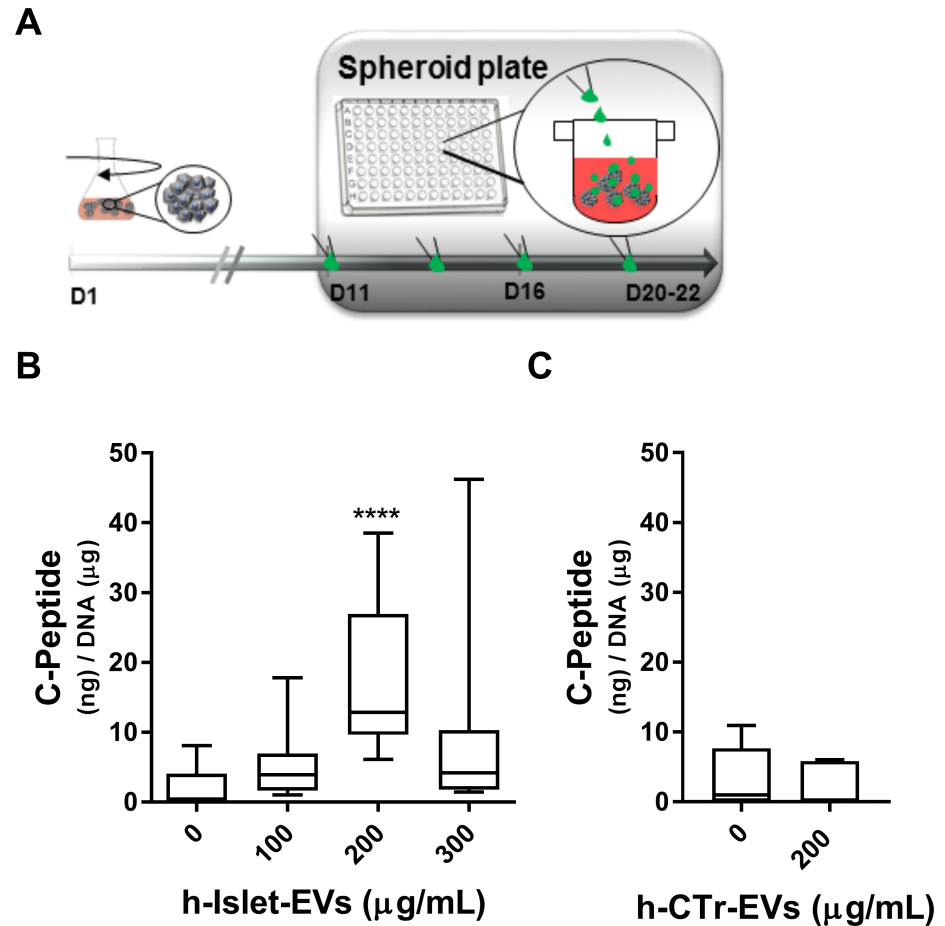 A
Spheroid plate
A
B
C
D
E
F
G
H
D1
D11
D16
D20-22
B
C
50
40
30
20
10
0
C-Peptide
(ng) / DNA (μg)
****
0
100
200
300
h-Islet-EVs (μg/mL)
50
40
30
20
10
0
C-Peptide
(ng) / DNA (μg)
0
200
h-CTr-EVs (μg/mL)